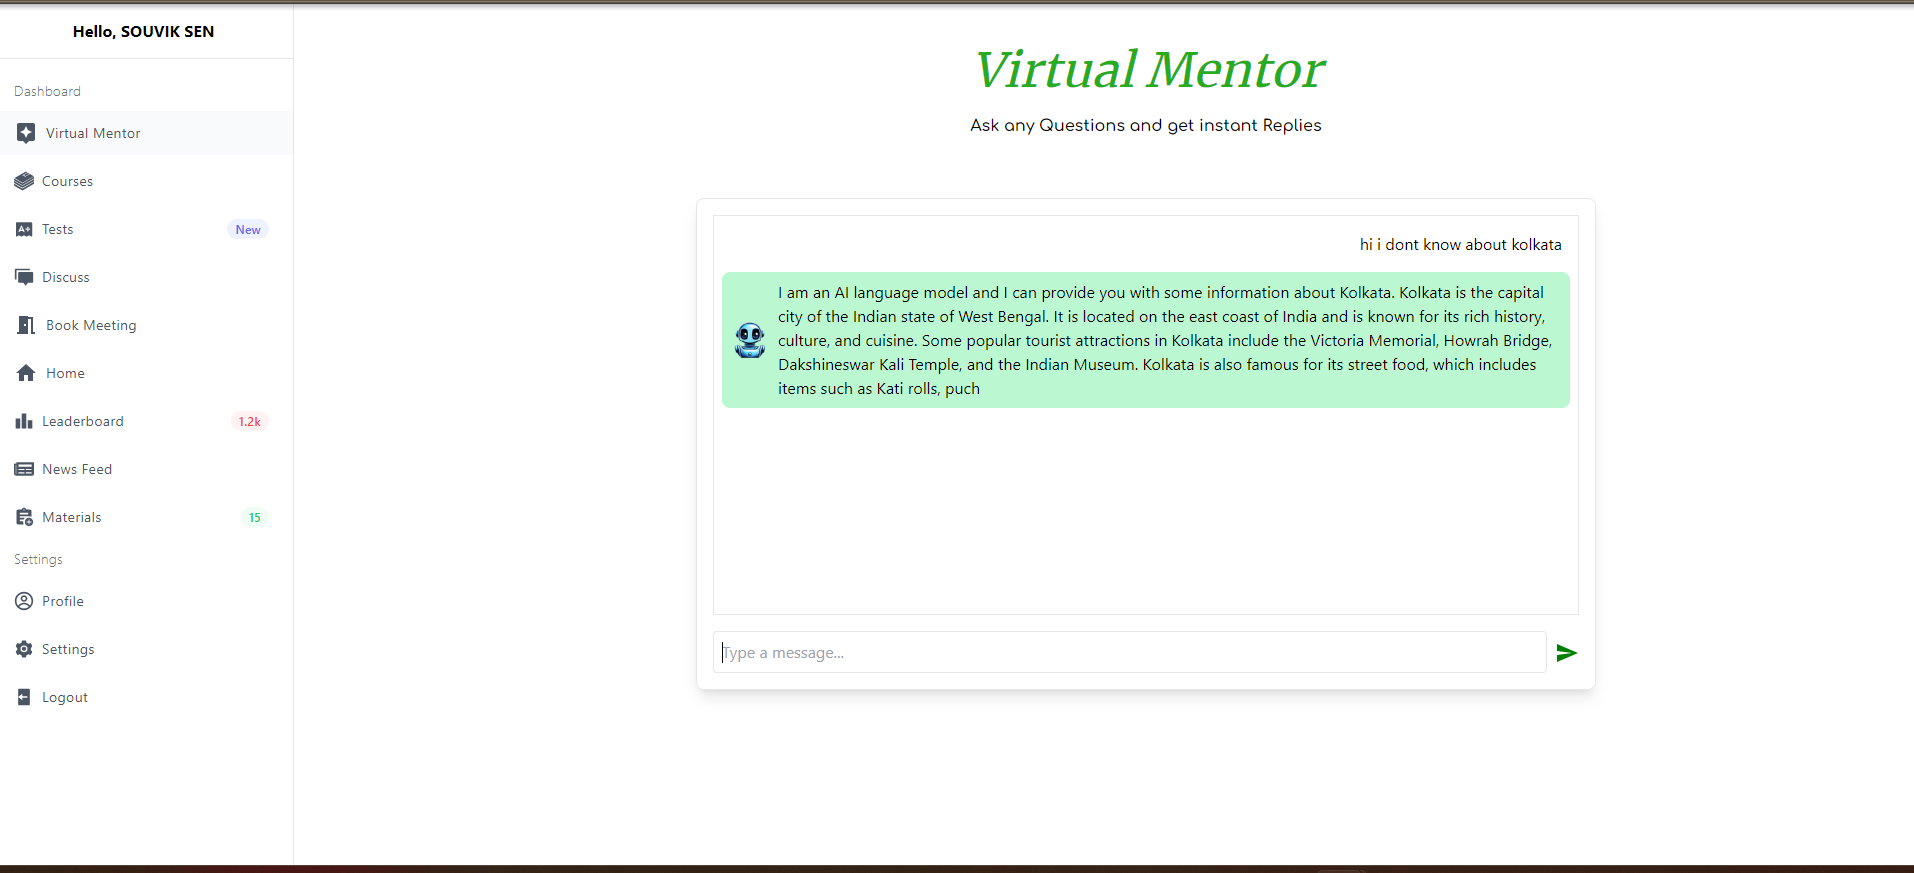 Hello, SOUVIK SEN
Dashboard
Virtual Mentor
Courses
Tests
New
Discuss
Book Meeting
Home
Leaderboard
1.2k
News Feed
Materials
15
Settings
Profile
Settings
Logout
Virtual Mentor
Ask any Questions and get instant Replies
hi i dont know about kolkata
I am an AI language model and I can provide you with some information about Kolkata. Kolkata is the capital
city of the Indian state of West Bengal. It is located on the east coast of India and is known for its rich history,
culture, and cuisine. Some popular tourist attractions in Kolkata include the Victoria Memorial, Howrah Bridge,
Dakshineswar Kali Temple, and the Indian Museum. Kolkata is also famous for its street food, which includes
items such as Kati rolls, puch
Type a message...